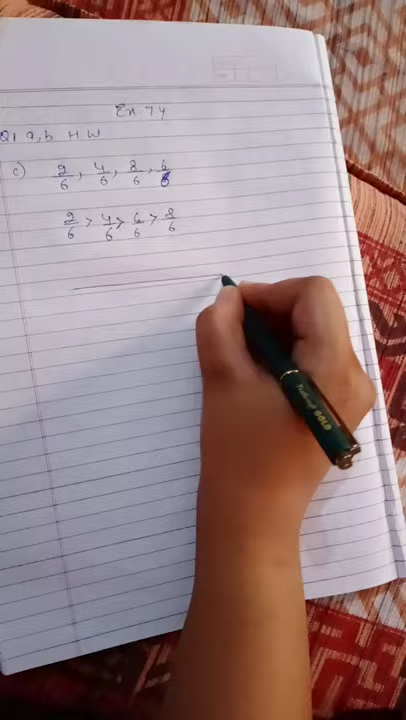 Ex 7.4
Q1 a, b H W
c) 2/6, 4/6, 8/6, 6/6
2/6 > 4/6 > 6/6 > 8/6
GOLD